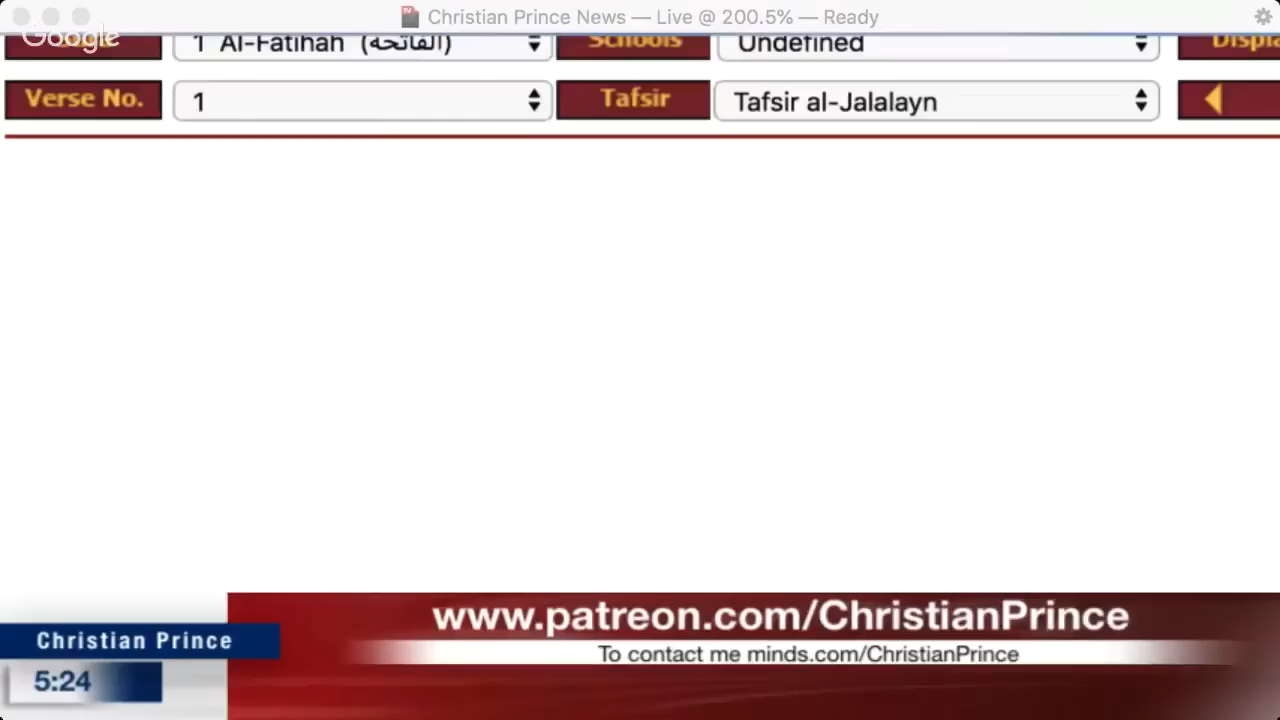 Christian Prince News — Live @ 200.5% — Ready
Google
1 Al-Fatihah (الفاتحة) Schools Undefined
Verse No. 1 Tafsir Tafsir al-Jalalayn
www.patreon.com/ChristianPrince
Christian Prince
To contact me minds.com/ChristianPrince
5:24